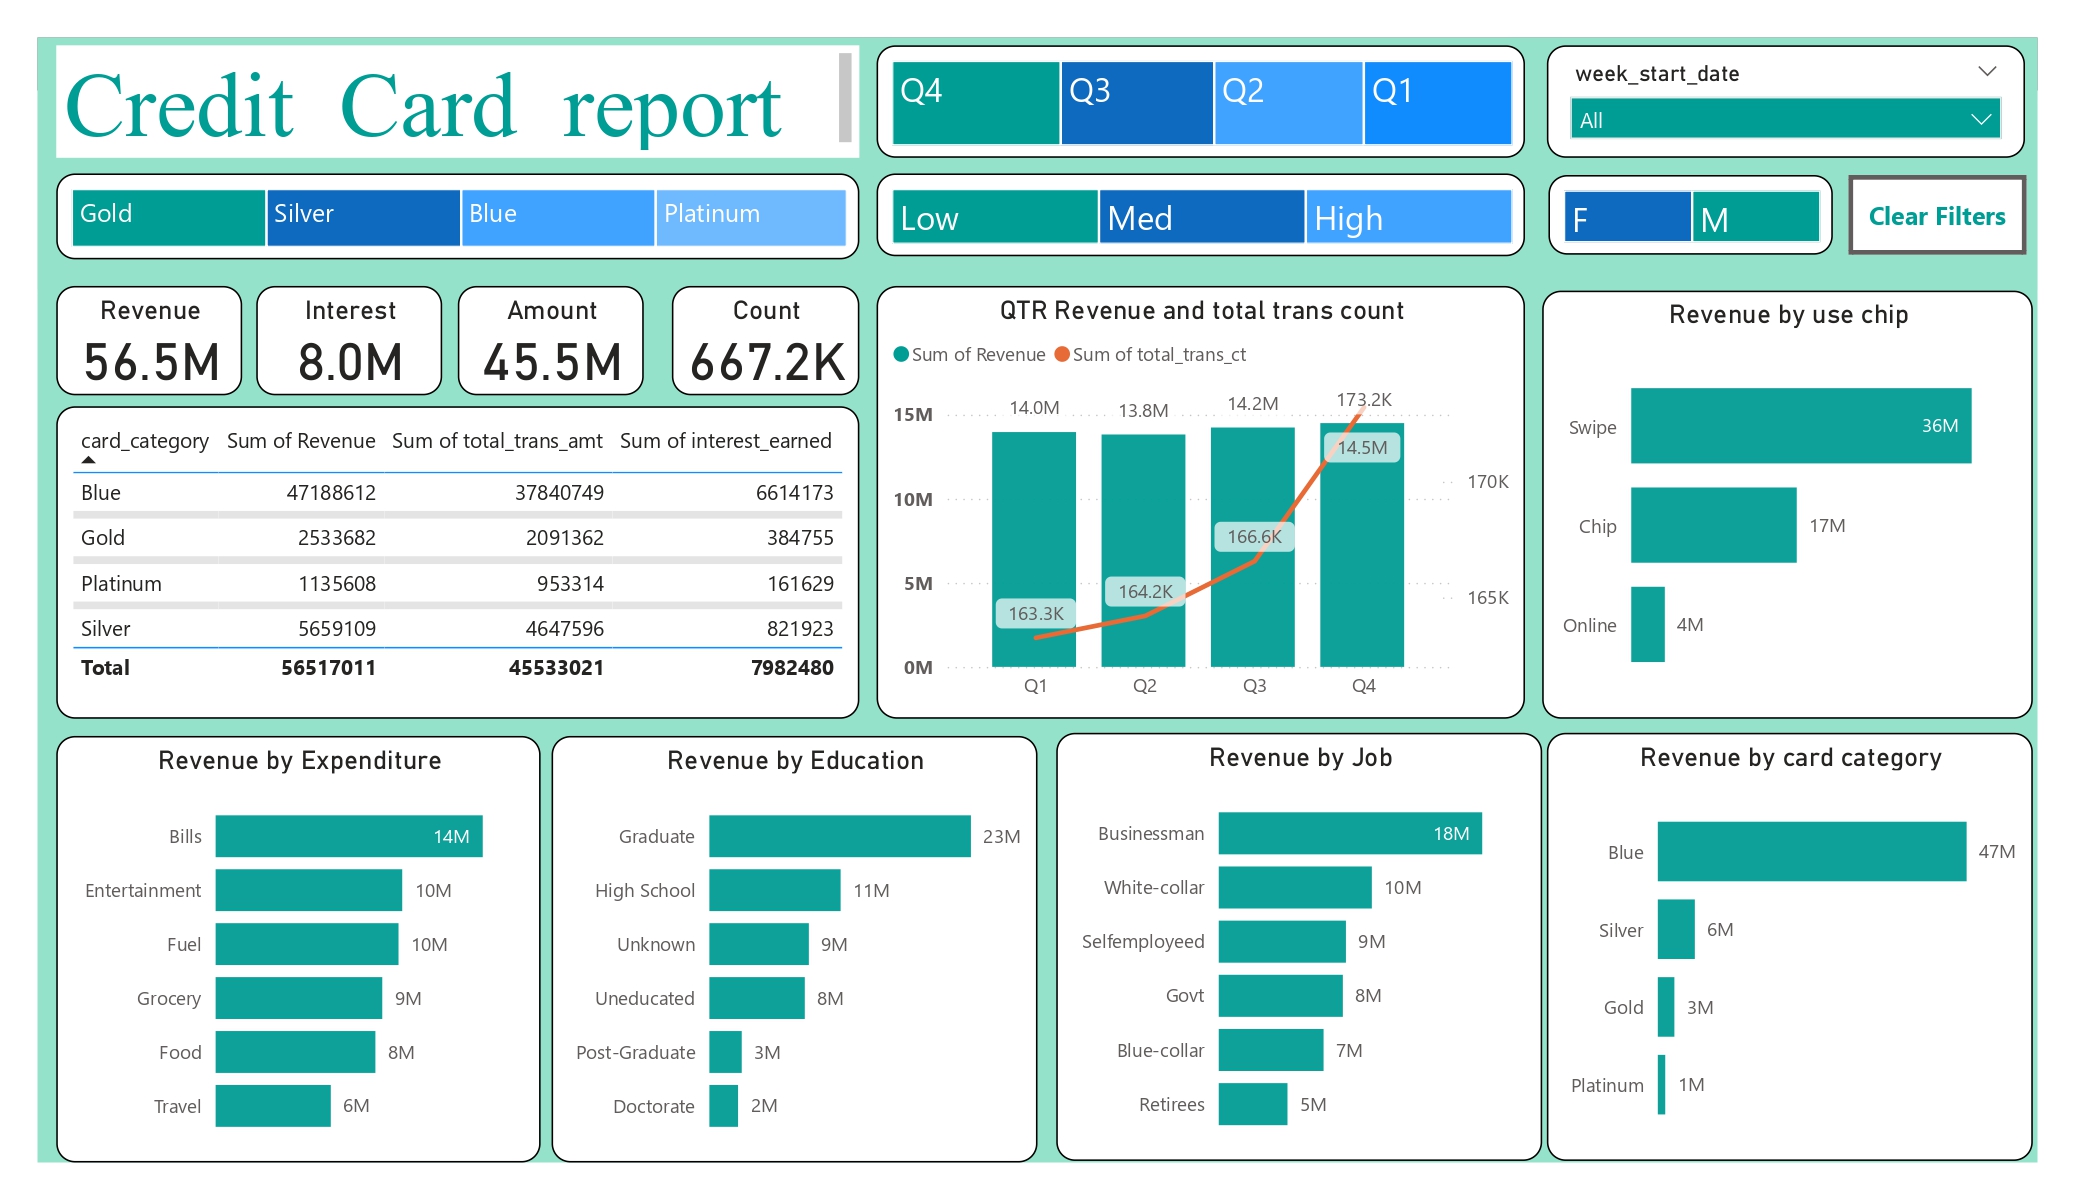 Credit Card report
Q4 Q3 Q2 Q1
week_start_date
All
Gold Silver Blue Platinum
Low Med High
F M
Clear Filters
Revenue
56.5M
Interest
8.0M
Amount
45.5M
Count
667.2K
card_category Sum of Revenue Sum of total_trans_amt Sum of interest_earned
Blue 47188612 37840749 6614173
Gold 2533682 2091362 384755
Platinum 1135608 953314 161629
Silver 5659109 4647596 821923
Total 56517011 45533021 7982480
QTR Revenue and total trans count
Sum of Revenue Sum of total_trans_ct
15M 14.0M 13.8M 14.2M 173.2K
14.5M
170K
10M
166.6K
5M 163.3K 164.2K 165K
0M
Q1 Q2 Q3 Q4
Revenue by use chip
Swipe 36M
Chip 17M
Online 4M
Revenue by Expenditure
Bills 14M
Entertainment 10M
Fuel 10M
Grocery 9M
Food 8M
Travel 6M
Revenue by Education
Graduate 23M
High School 11M
Unknown 9M
Uneducated 8M
Post-Graduate 3M
Doctorate 2M
Revenue by Job
Businessman 18M
White-collar 10M
Selfemployeed 9M
Govt 8M
Blue-collar 7M
Retirees 5M
Revenue by card category
Blue 47M
Silver 6M
Gold 3M
Platinum 1M